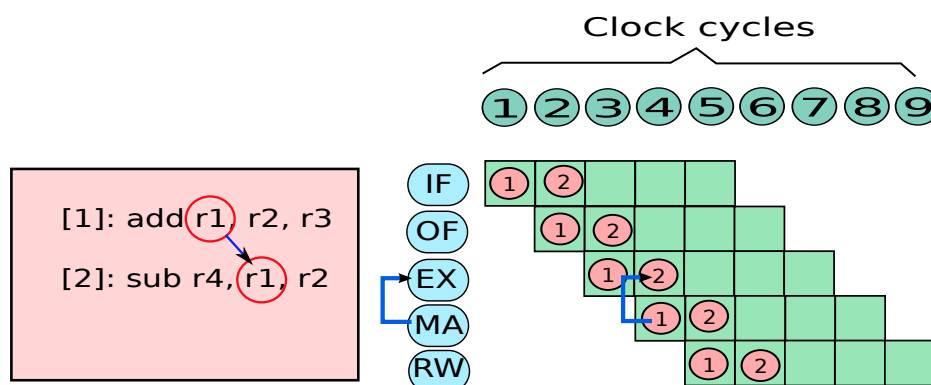 Clock cycles
1 2 3 4 5 6 7 8 9
[1]: add r1, r2, r3
[2]: sub r4, r1, r2
IF 1 2
OF 1 2
EX 1 2
MA 1 2
RW 1 2